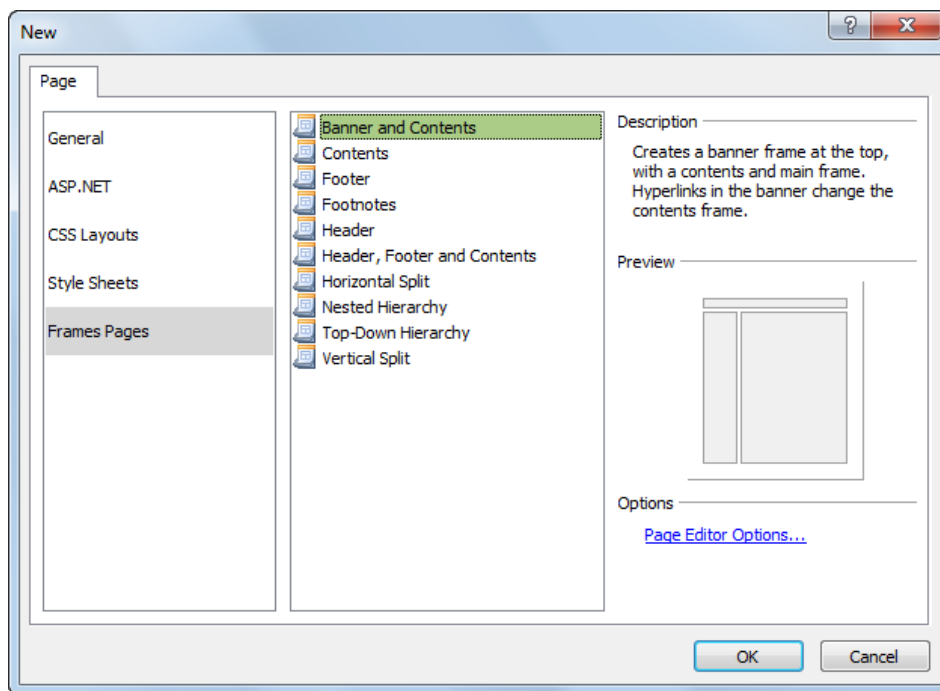 New
?
X
Page
General
ASP.NET
CSS Layouts
Style Sheets
Frames Pages
Banner and Contents
Contents
Footer
Footnotes
Header
Header, Footer and Contents
Horizontal Split
Nested Hierarchy
Top-Down Hierarchy
Vertical Split
Description
Creates a banner frame at the top,
with a contents and main frame.
Hyperlinks in the banner change the
contents frame.
Preview
Options
Page Editor Options...
OK
Cancel